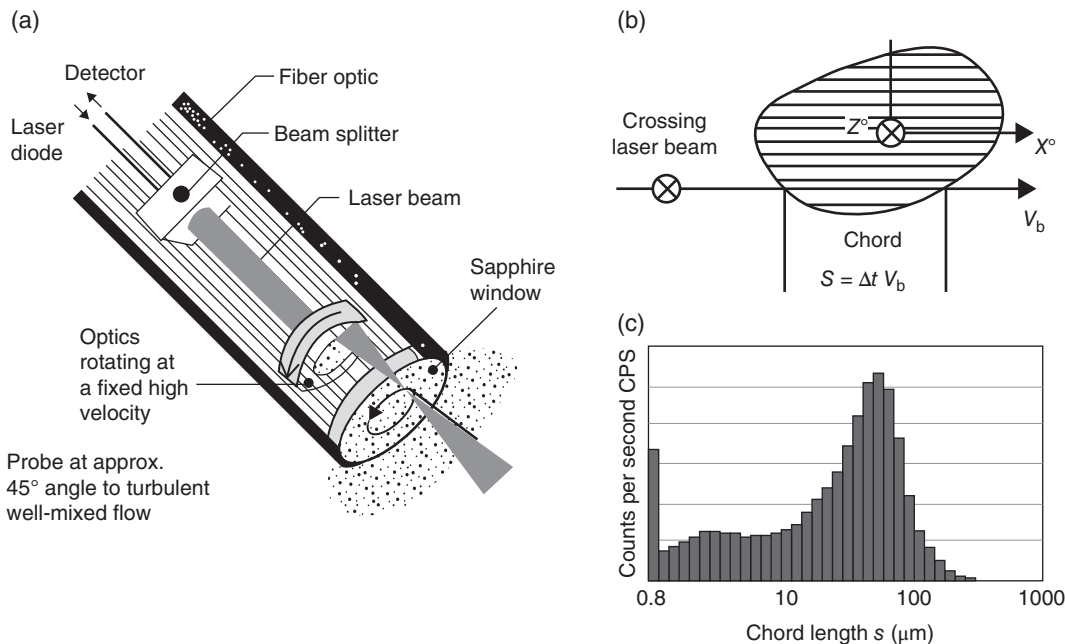 (a)
Detector
Laser
diode
Fiber optic
Beam splitter
Laser beam
Sapphire
window
Optics
rotating at
a fixed high
velocity
Probe at approx.
45° angle to turbulent
well-mixed flow
(b)
Crossing
laser beam
Z°
X°
V_b
Chord
S = Δt V_b
(c)
Counts per second CPS
0.8
10
100
1000
Chord length s (μm)